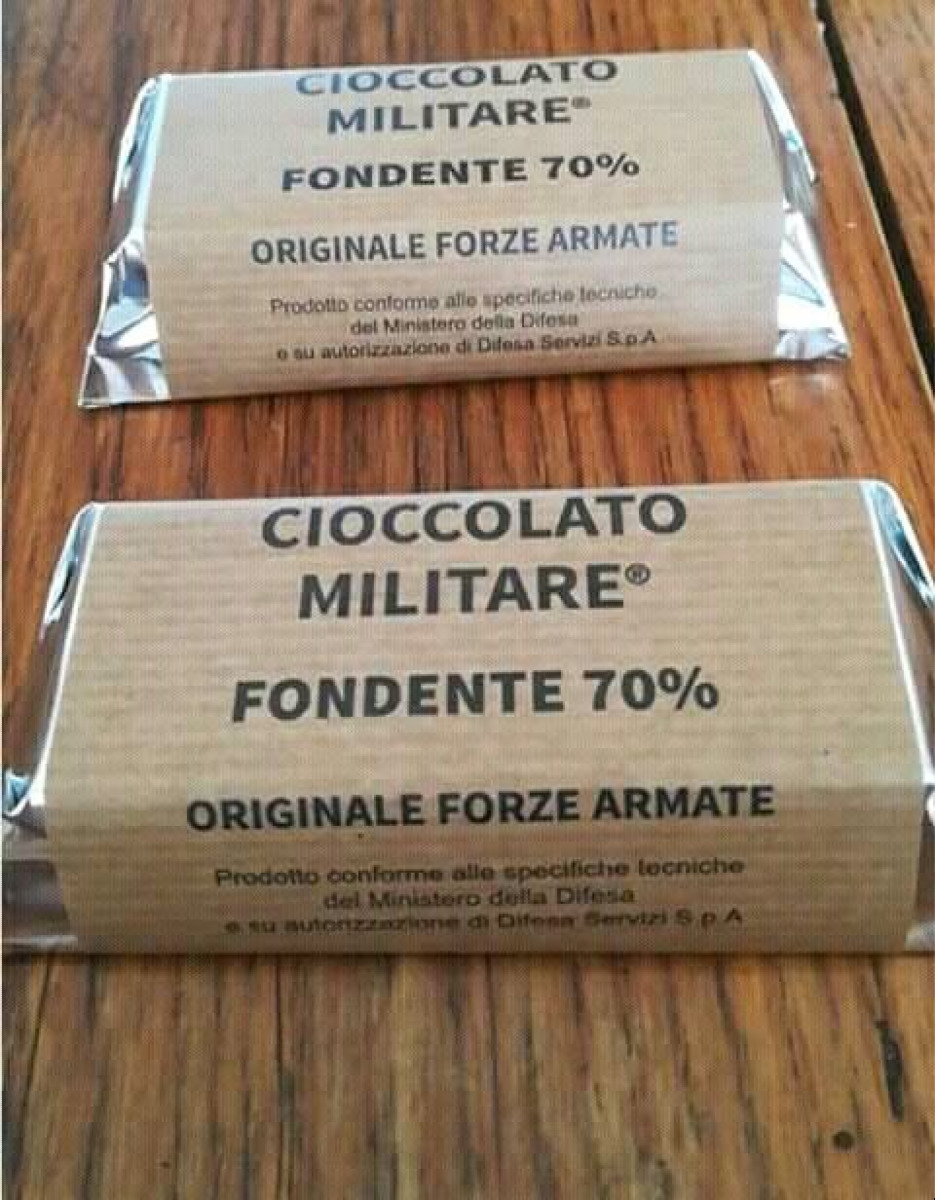 CIOCCOLATO
MILITARE®
FONDENTE 70%
ORIGINALE FORZE ARMATE
Prodotto conforme alle specifiche tecniche
del Ministero della Difesa
e su autorizzazione di Difesa Servizi S.p.A
CIOCCOLATO
MILITARE®
FONDENTE 70%
ORIGINALE FORZE ARMATE
Prodotto conforme alle specifiche tecniche
del Ministero della Difesa
e su autorizzazione di Difesa Servizi S.p.A